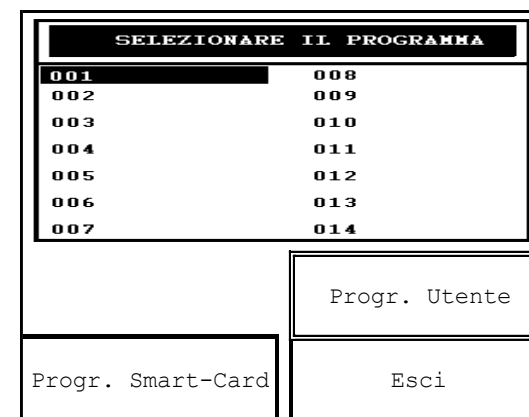 SELEZIONARE IL PROGRAMMA
001 008
002 009
003 010
004 011
005 012
006 013
007 014
Progr. Utente
Progr. Smart-Card Esci